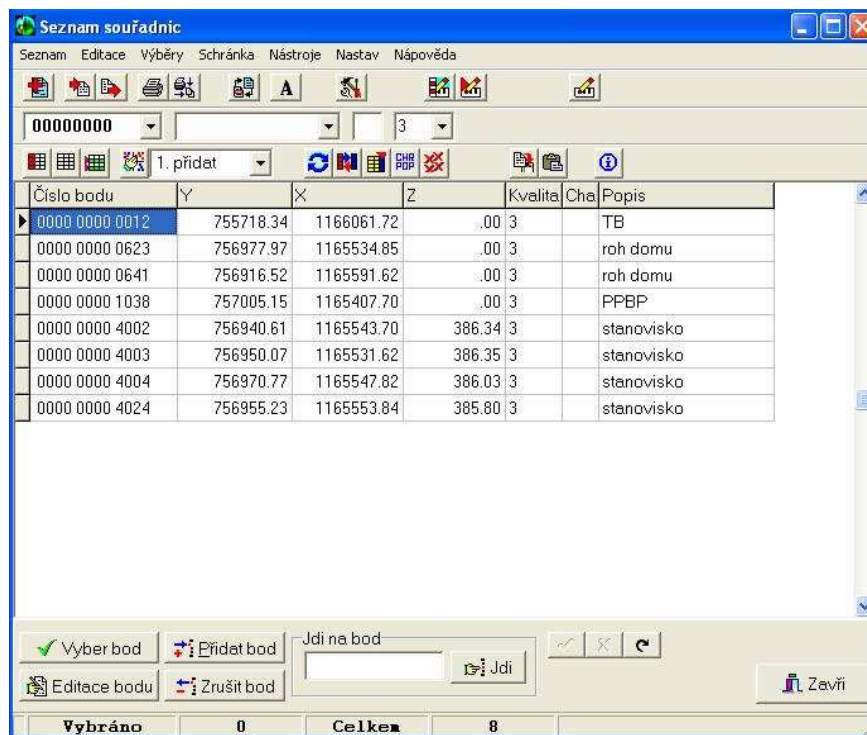 Seznam souřadnic
Seznam Editace Výběry Schránka Nástroje Nastav Nápověda
A
00000000 3
1. přidat CHR POP
Číslo bodu Y X Z Kvalita Cha Popis
0000 0000 0012 755718.34 1166061.72 .00 3 TB
0000 0000 0623 756977.97 1165534.85 .00 3 roh domu
0000 0000 0641 756916.52 1165591.62 .00 3 roh domu
0000 0000 1038 757005.15 1165407.70 .00 3 PPBP
0000 0000 4002 756940.61 1165543.70 386.34 3 stanovisko
0000 0000 4003 756950.07 1165531.62 386.35 3 stanovisko
0000 0000 4004 756970.77 1165547.82 386.03 3 stanovisko
0000 0000 4024 756955.23 1165553.84 385.80 3 stanovisko
Vyber bod Přidat bod Jdi na bod
Jdi
Editace bodu Zrušit bod Zavři
Vybráno 0 Celkem 8